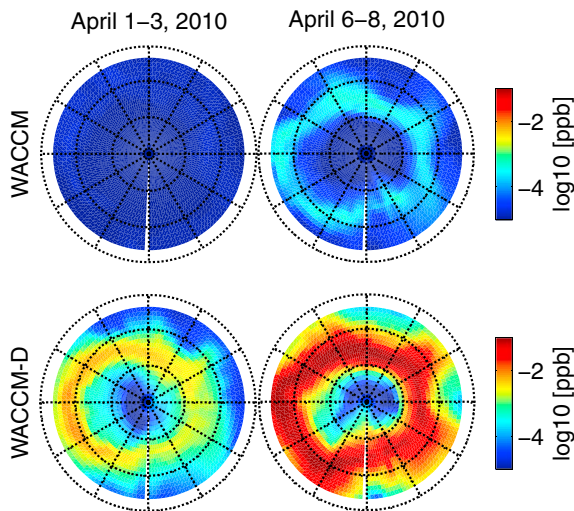 April 1−3, 2010
April 6−8, 2010
WACCM
−2
−4
log10 [ppb]
WACCM-D
−2
−4
log10 [ppb]